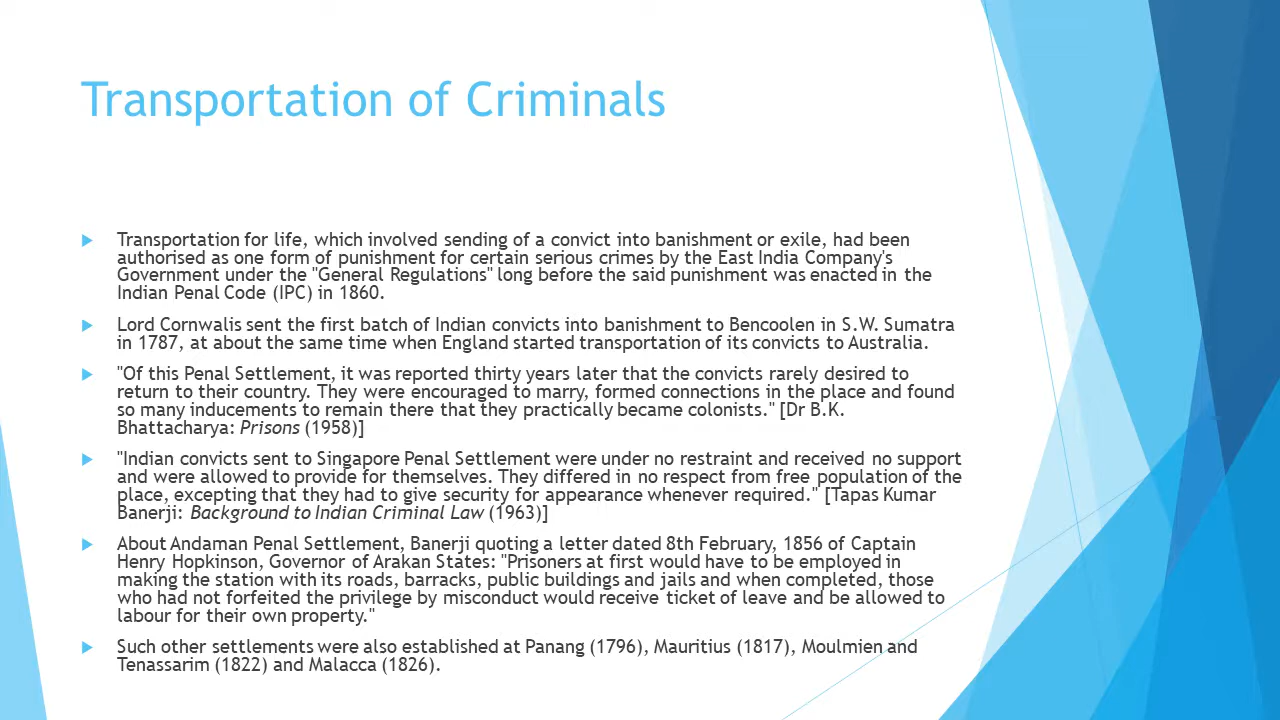 Transportation of Criminals
Transportation for life, which involved sending of a convict into banishment or exile, had been
authorised as one form of punishment for certain serious crimes by the East India Company's
Government under the "General Regulations" long before the said punishment was enacted in the
Indian Penal Code (IPC) in 1860.
Lord Cornwalis sent the first batch of Indian convicts into banishment to Bencoolen in S.W. Sumatra
in 1787, at about the same time when England started transportation of its convicts to Australia.
"Of this Penal Settlement, it was reported thirty years later that the convicts rarely desired to
return to their country. They were encouraged to marry, formed connections in the place and found
so many inducements to remain there that they practically became colonists." [Dr B.K.
Bhattacharya: Prisons (1958)]
"Indian convicts sent to Singapore Penal Settlement were under no restraint and received no support
and were allowed to provide for themselves. They differed in no respect from free population of the
place, excepting that they had to give security for appearance whenever required." [Tapas Kumar
Banerji: Background to Indian Criminal Law (1963)]
About Andaman Penal Settlement, Banerji quoting a letter dated 8th February, 1856 of Captain
Henry Hopkinson, Governor of Arakan States: "Prisoners at first would have to be employed in
making the station with its roads, barracks, public buildings and jails and when completed, those
who had not forfeited the privilege by misconduct would receive ticket of leave and be allowed to
labour for their own property."
Such other settlements were also established at Panang (1796), Mauritius (1817), Moulmien and
Tenassarim (1822) and Malacca (1826).